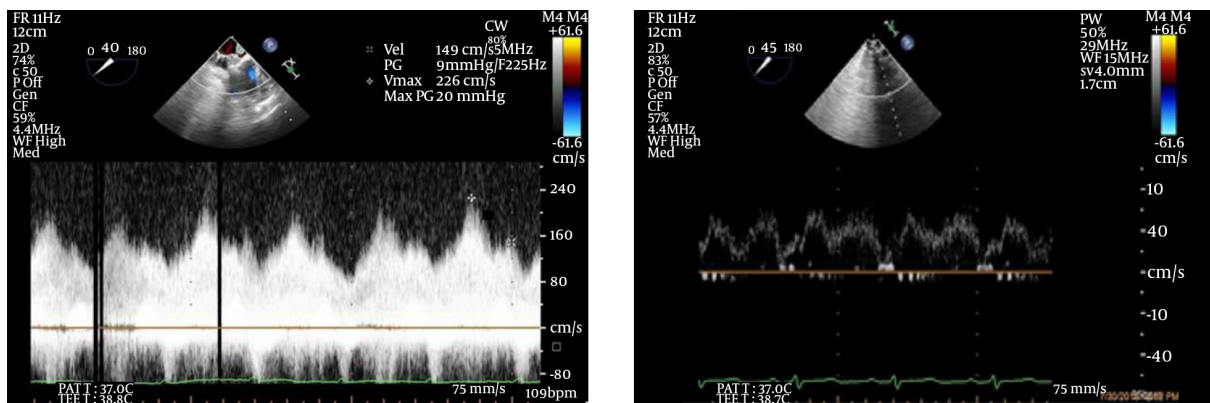 FR 11Hz
12cm
2D
74%
c 50
P Off
Gen
CF
59%
4.4MHz
WF High
Med
0 40 180
P
CW
80%
5MHz
F225Hz
Vel 149 cm/s
PG 9mmHg/
Vmax 226 cm/s
Max PG 20 mmHg
M4 M4
+61.6
-61.6
cm/s
240
160
80
cm/s
-80
PAT T : 37.0C
TEE T : 38.8C
75 mm/s
109bpm
FR 11Hz
12cm
2D
83%
c 50
P Off
Gen
CF
57%
4.4MHz
WF High
Med
0 45 180
P
PW
50%
29MHz
WF 15MHz
sv4.0mm
1.7cm
M4 M4
+61.6
-61.6
cm/s
10
40
cm/s
-10
-40
PAT T : 37.0C
TEE T : 38.7C
75 mm/s